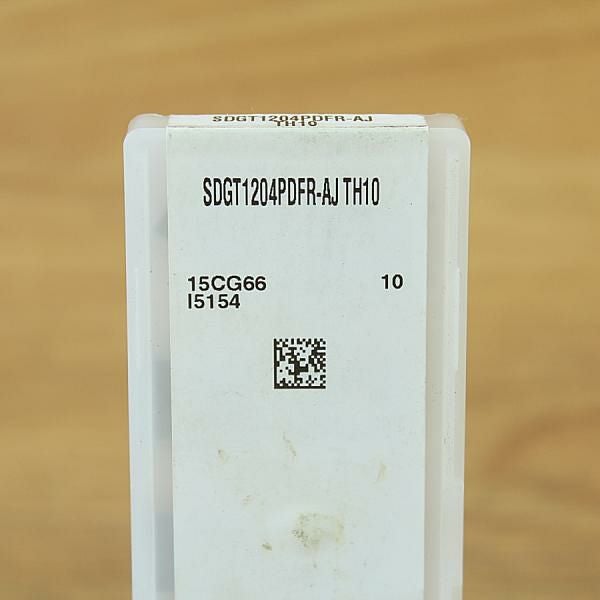 SDGT1204PDFR-AJ
TH10
SDGT1204PDFR-AJ TH10
15CG66 10
I5154